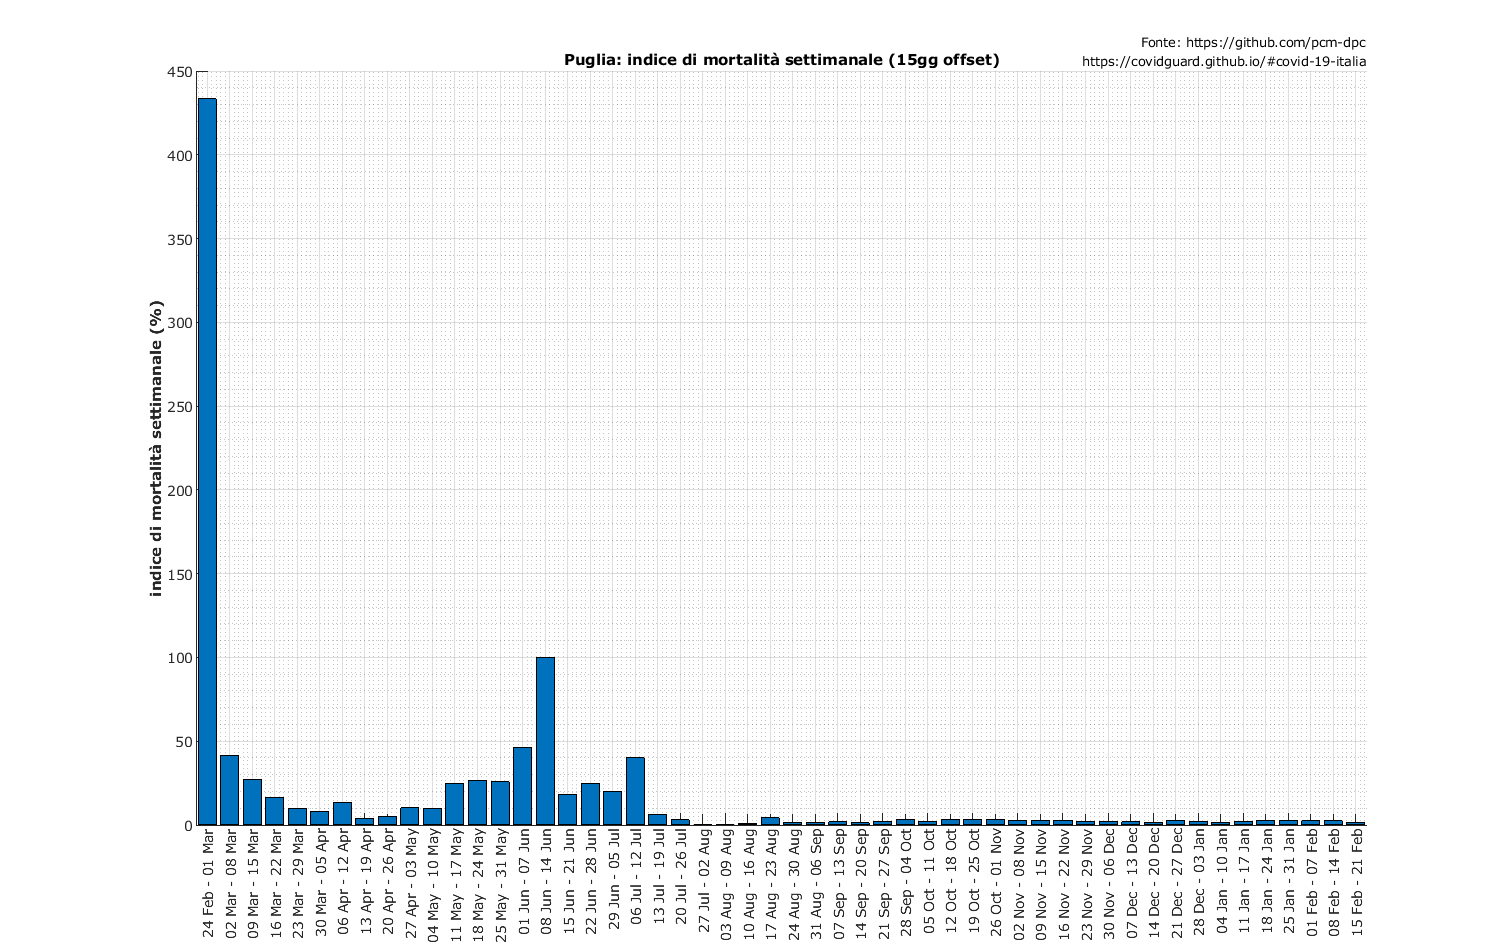 Fonte: https://github.com/pcm-dpc
https://covidguard.github.io/#covid-19-italia
Puglia: indice di mortalità settimanale (15gg offset)
indice di mortalità settimanale (%)
450
400
350
300
250
200
150
100
50
0
24 Feb - 01 Mar
02 Mar - 08 Mar
09 Mar - 15 Mar
16 Mar - 22 Mar
23 Mar - 29 Mar
30 Mar - 05 Apr
06 Apr - 12 Apr
13 Apr - 19 Apr
20 Apr - 26 Apr
27 Apr - 03 May
04 May - 10 May
11 May - 17 May
18 May - 24 May
25 May - 31 May
01 Jun - 07 Jun
08 Jun - 14 Jun
15 Jun - 21 Jun
22 Jun - 28 Jun
29 Jun - 05 Jul
06 Jul - 12 Jul
13 Jul - 19 Jul
20 Jul - 26 Jul
27 Jul - 02 Aug
03 Aug - 09 Aug
10 Aug - 16 Aug
17 Aug - 23 Aug
24 Aug - 30 Aug
31 Aug - 06 Sep
07 Sep - 13 Sep
14 Sep - 20 Sep
21 Sep - 27 Sep
28 Sep - 04 Oct
05 Oct - 11 Oct
12 Oct - 18 Oct
19 Oct - 25 Oct
26 Oct - 01 Nov
02 Nov - 08 Nov
09 Nov - 15 Nov
16 Nov - 22 Nov
23 Nov - 29 Nov
30 Nov - 06 Dec
07 Dec - 13 Dec
14 Dec - 20 Dec
21 Dec - 27 Dec
28 Dec - 03 Jan
04 Jan - 10 Jan
11 Jan - 17 Jan
18 Jan - 24 Jan
25 Jan - 31 Jan
01 Feb - 07 Feb
08 Feb - 14 Feb
15 Feb - 21 Feb